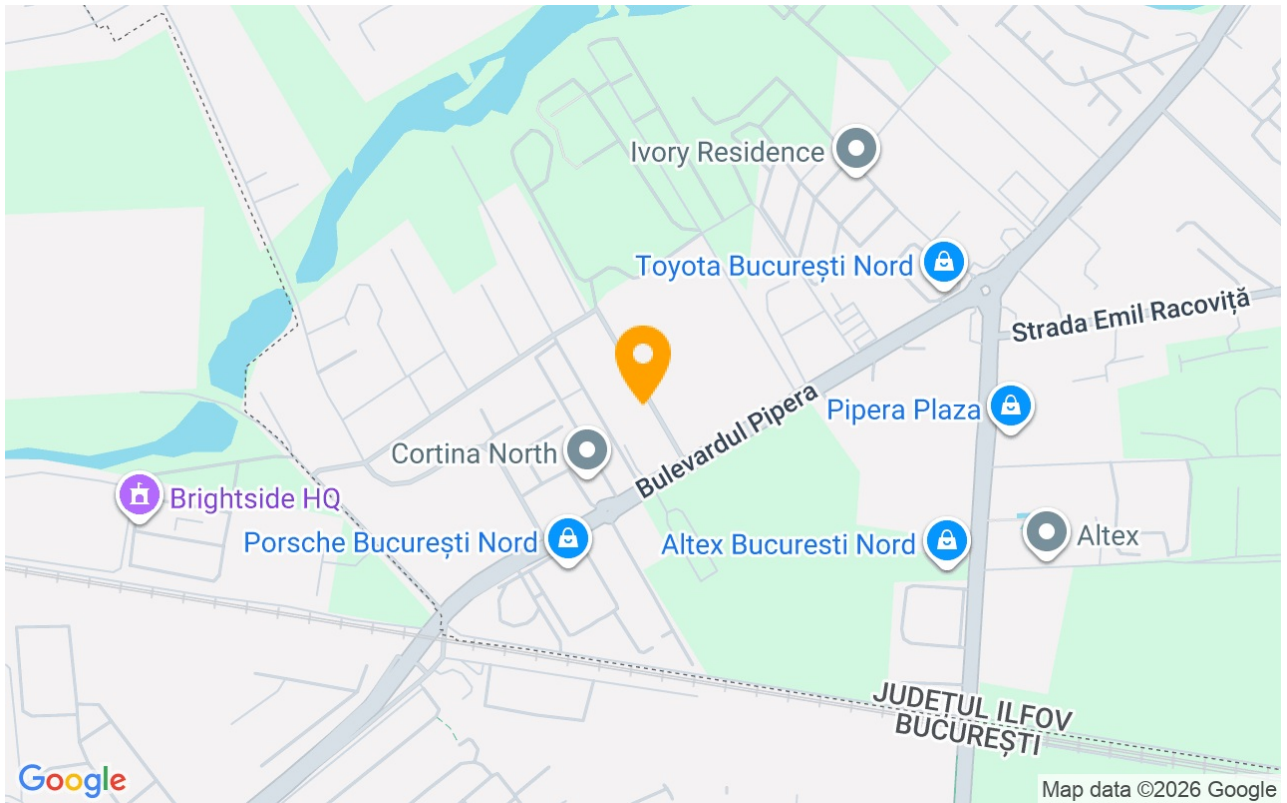 Ivory Residence
Toyota București Nord
Strada Emil Racoviță
Bulevardul Pipera
Pipera Plaza
Cortina North
Brightside HQ
Porsche București Nord
Altex Bucuresti Nord
Altex
JUDEȚUL ILFOV
BUCUREȘTI
Google
Map data ©2026 Google